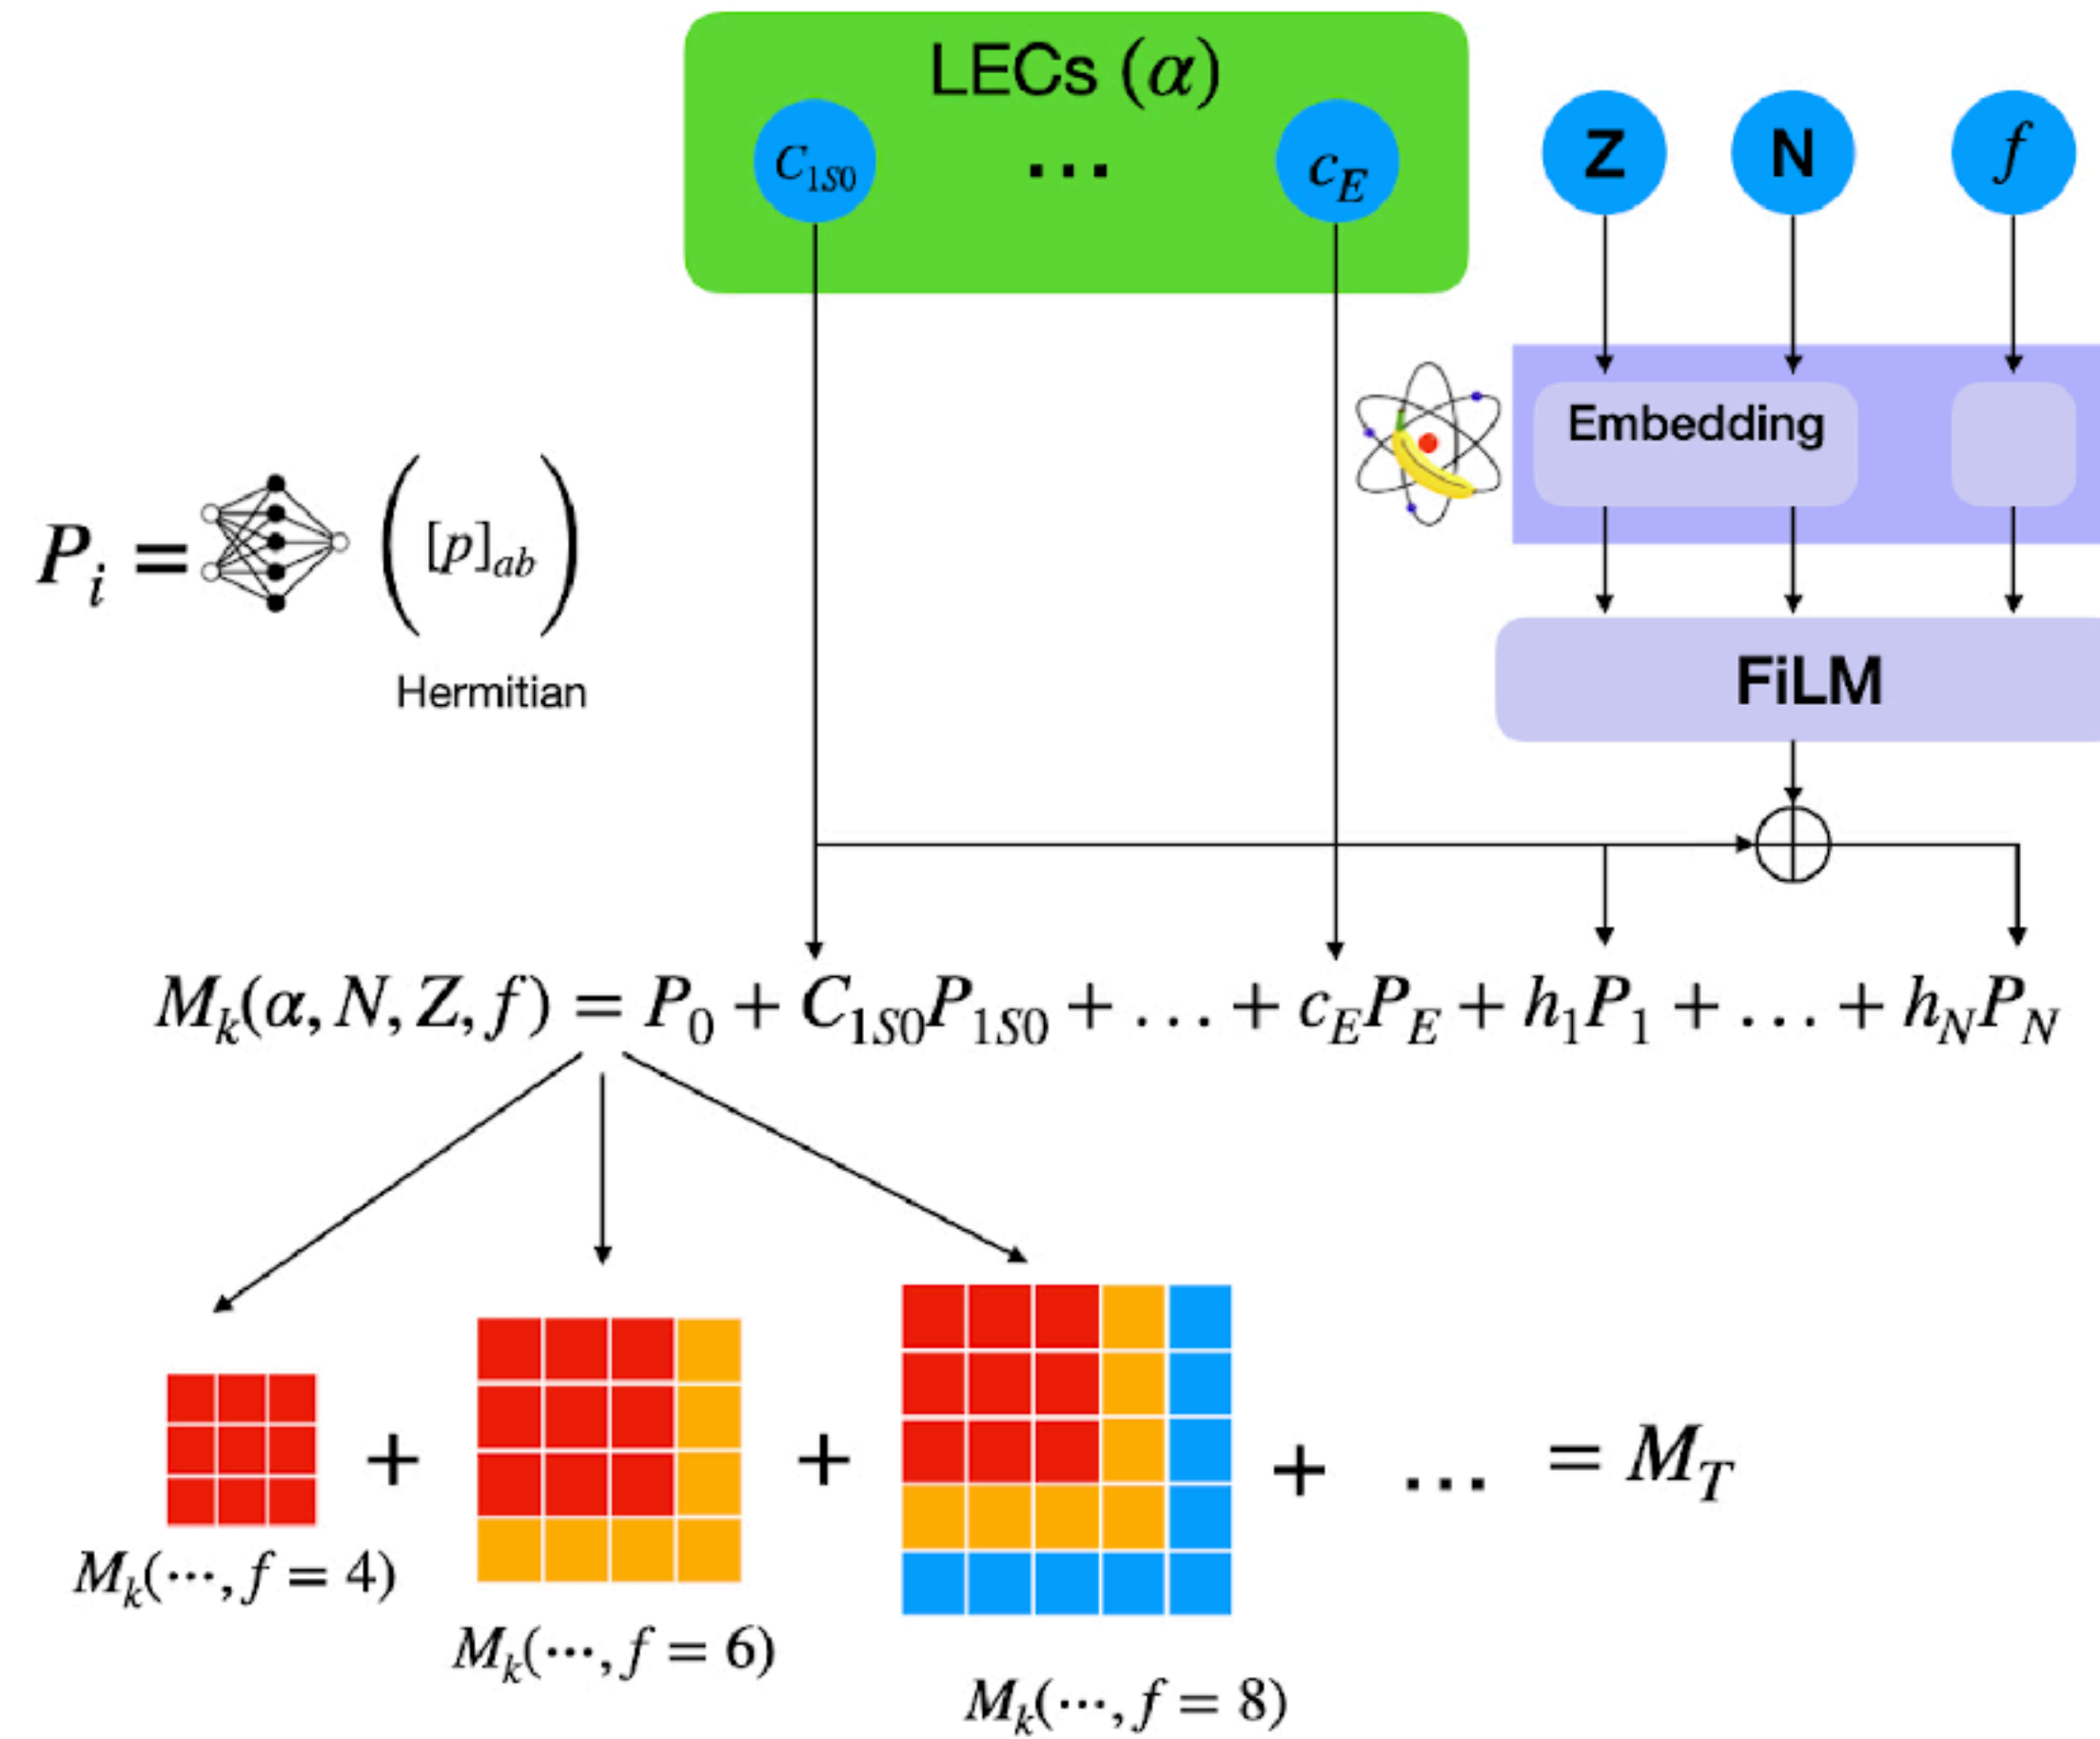 LECs (α)
C1S0 ... cE Z N f
Embedding
Pi = ([p]ab)
Hermitian
FiLM
Mk(α, N, Z, f) = P0 + C1S0P1S0 + ... + cEPE + h1P1 + ... + hNPN
+ + + ... = MT
Mk(⋯, f = 4)
Mk(⋯, f = 6)
Mk(⋯, f = 8)